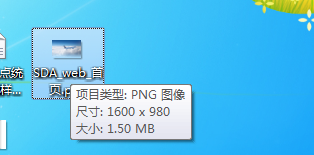 点统
样...
SDA_web_首
页.p
项目类型: PNG 图像
尺寸: 1600 x 980
大小: 1.50 MB